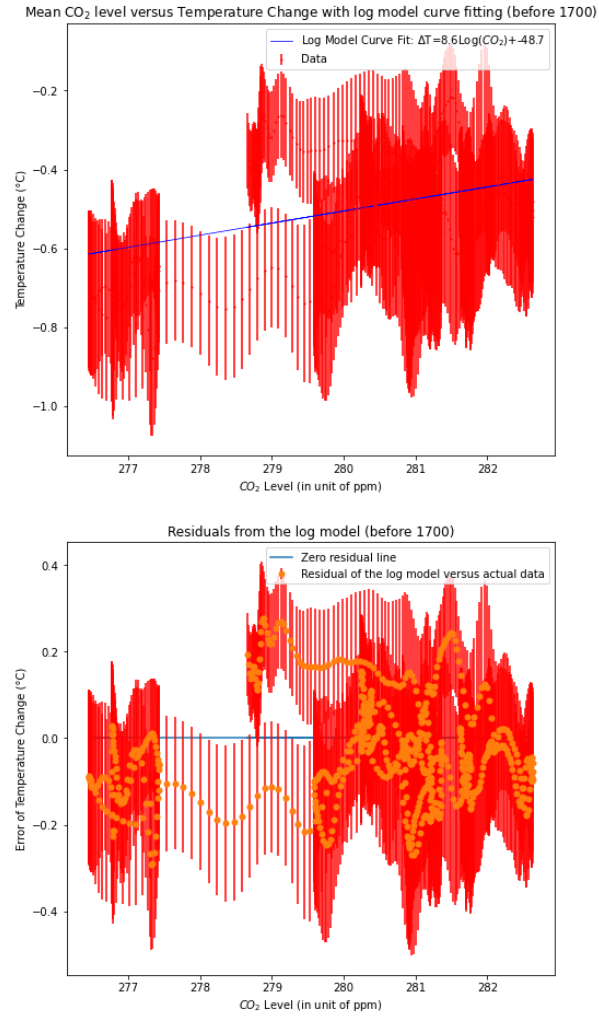 Mean CO₂ level versus Temperature Change with log model curve fitting (before 1700)
Log Model Curve Fit: ΔT=8.6Log(CO₂)+-48.7
Data
−0.2
−0.4
−0.6
−0.8
−1.0
Temperature Change (°C)
277 278 279 280 281 282
CO₂ Level (in unit of ppm)
Residuals from the log model (before 1700)
Zero residual line
Residual of the log model versus actual data
0.4
0.2
0.0
−0.2
−0.4
Error of Temperature Change (°C)
277 278 279 280 281 282
CO₂ Level (in unit of ppm)